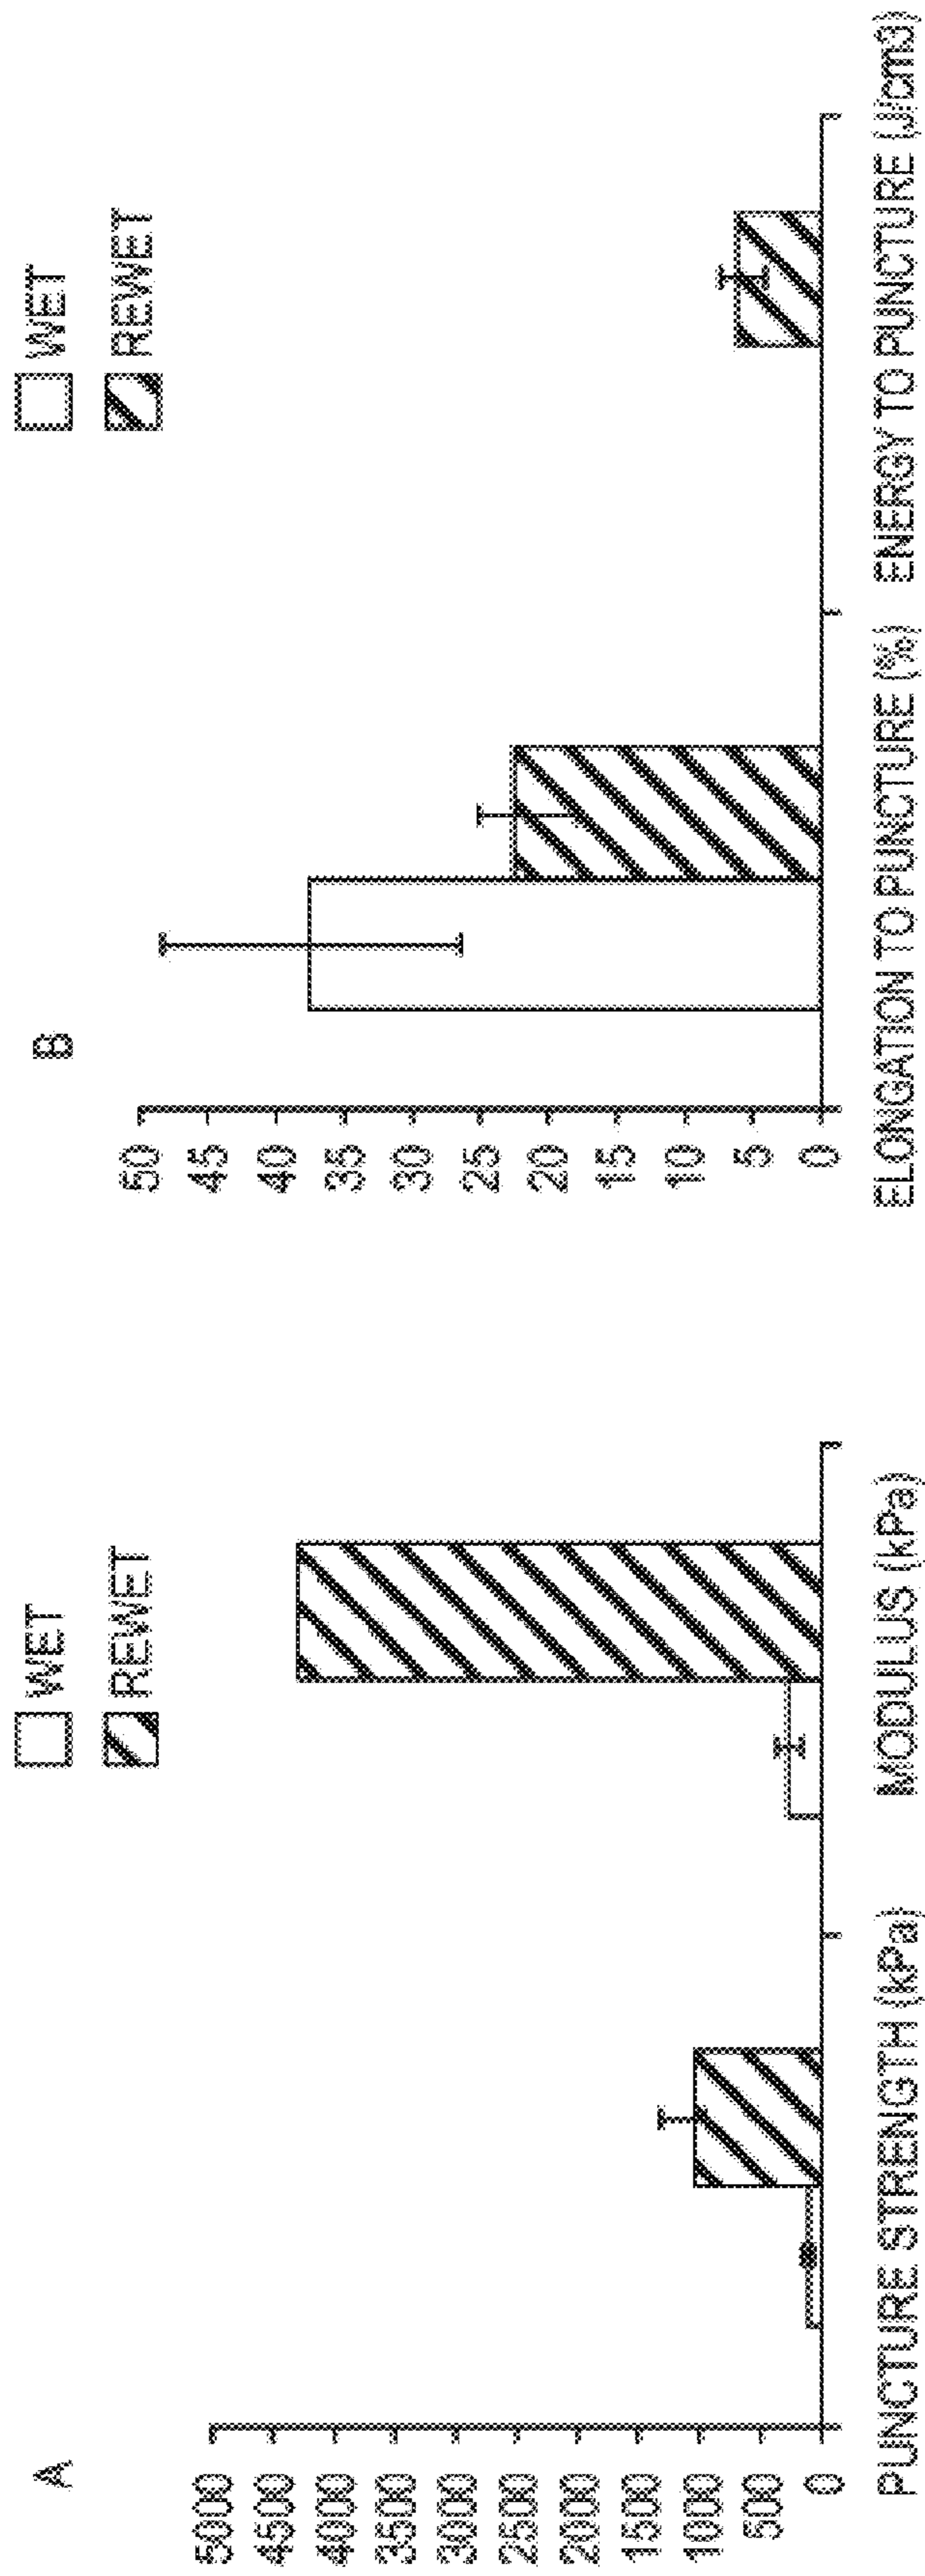 A
WET
REWET
5000
4500
4000
3500
3000
2500
2000
1500
1000
500
0
PUNCTURE STRENGTH (kPa) MODULUS (kPa)
B
WET
REWET
50
45
40
35
30
25
20
15
10
5
0
ELONGATION TO PUNCTURE (%) ENERGY TO PUNCTURE (J/cm3)